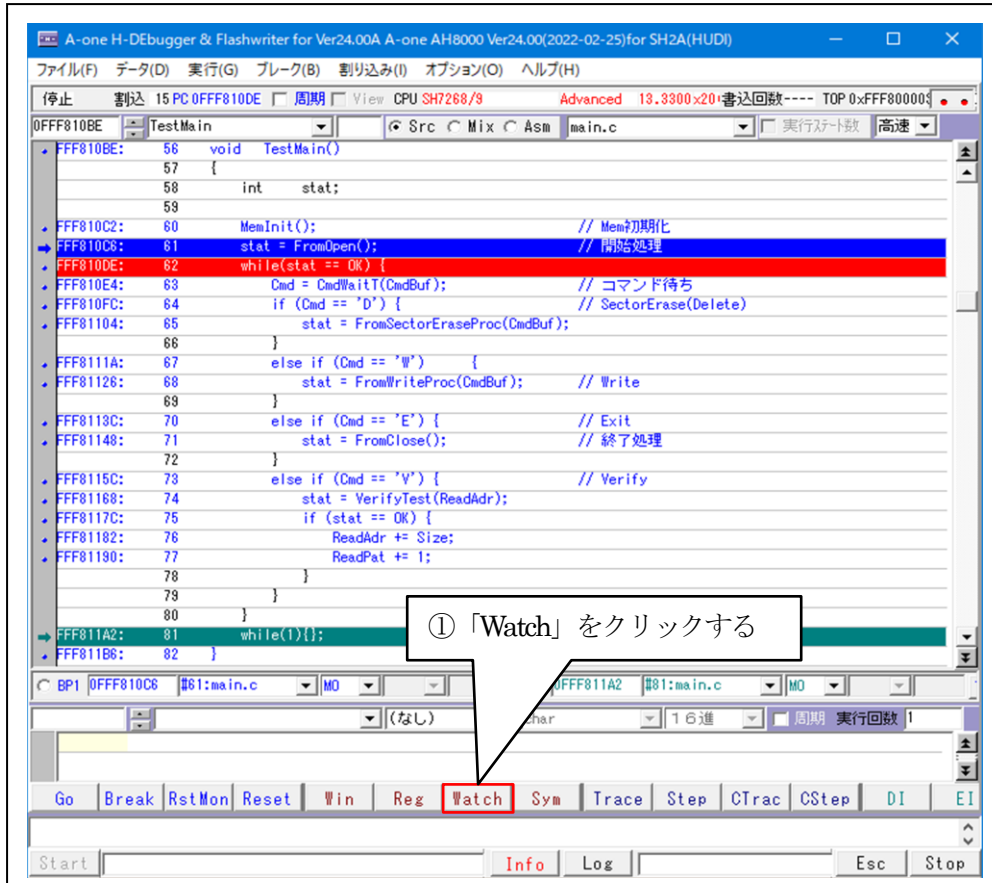 A-one H-DEbugger & Flashwriter for Ver24.00A A-one AH8000 Ver24.00(2022-02-25)for SH2A(HUDI)
ファイル(F) データ(D) 実行(G) ブレーク(B) 割り込み(I) オプション(O) ヘルプ(H)
停止 割込 15 PC 0FFF810DE 周期 View CPU SH7268/9 Advanced 13.3300×20 書込回数---- TOP 0xFFF80000
0FFF810BE TestMain Src Mix Asm main.c 実行ステート数 高速
FFF810BE: 56 void TestMain()
57 {
58 int stat;
59
FFF810C2: 60 MemInit(); // Mem初期化
FFF810C6: 61 stat = FromOpen(); // 開始処理
FFF810DE: 62 while(stat == OK) {
FFF810E4: 63 Cmd = CmdWaitT(CmdBuf); // コマンド待ち
FFF810FC: 64 if (Cmd == 'D') { // SectorErase(Delete)
FFF81104: 65 stat = FromSectorEraseProc(CmdBuf);
66 }
FFF8111A: 67 else if (Cmd == 'W') {
FFF81126: 68 stat = FromWriteProc(CmdBuf); // Write
69 }
FFF8113C: 70 else if (Cmd == 'E') { // Exit
FFF81148: 71 stat = FromClose(); // 終了処理
72 }
FFF8115C: 73 else if (Cmd == 'V') { // Verify
FFF81168: 74 stat = VerifyTest(ReadAdr);
FFF8117C: 75 if (stat == OK) {
FFF81182: 76 ReadAdr += Size;
FFF81190: 77 ReadPat += 1;
78 }
79 }
80 }
①「Watch」をクリックする
FFF811A2: 81 while(1){};
FFF811B6: 82 }
BP1 0FFF810C6 #61:main.c MO 0FFF811A2 #81:main.c MO
(なし) char 16進 周期 実行回数 1
Go Break RstMon Reset Win Reg Watch Sym Trace Step CTrac CStep DI EI
Start Info Log Esc Stop